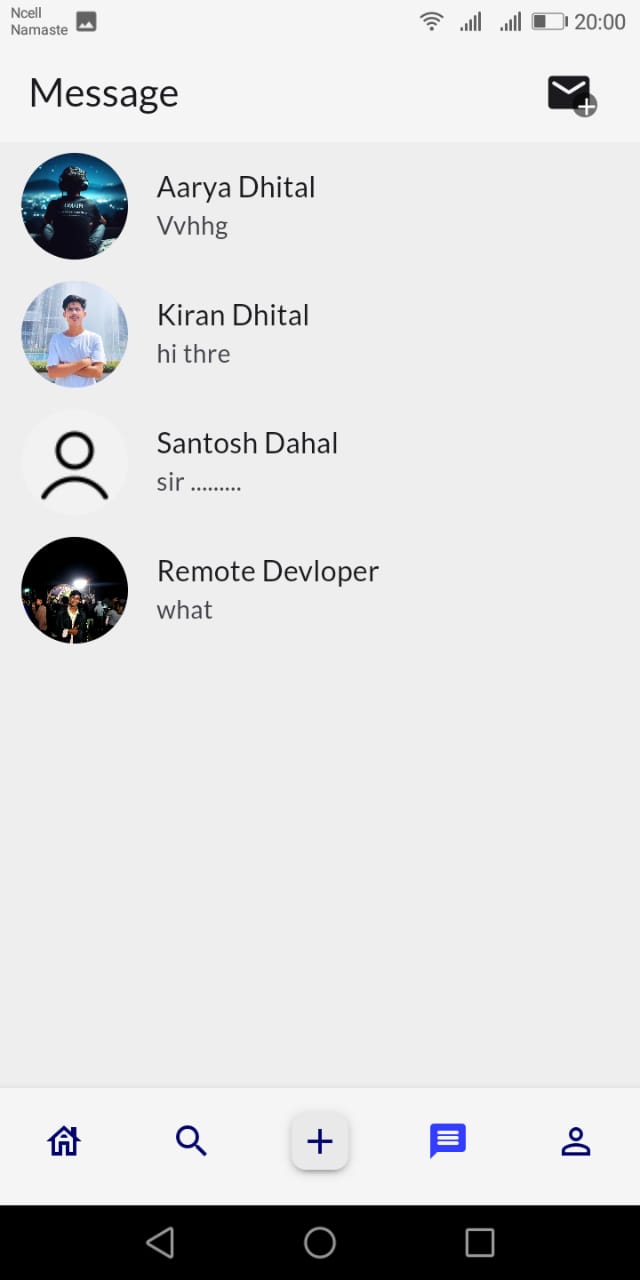 Ncell
Namaste
20:00
Message
Aarya Dhital
Vvhhg
Kiran Dhital
hi thre
Santosh Dahal
sir .........
Remote Devloper
what